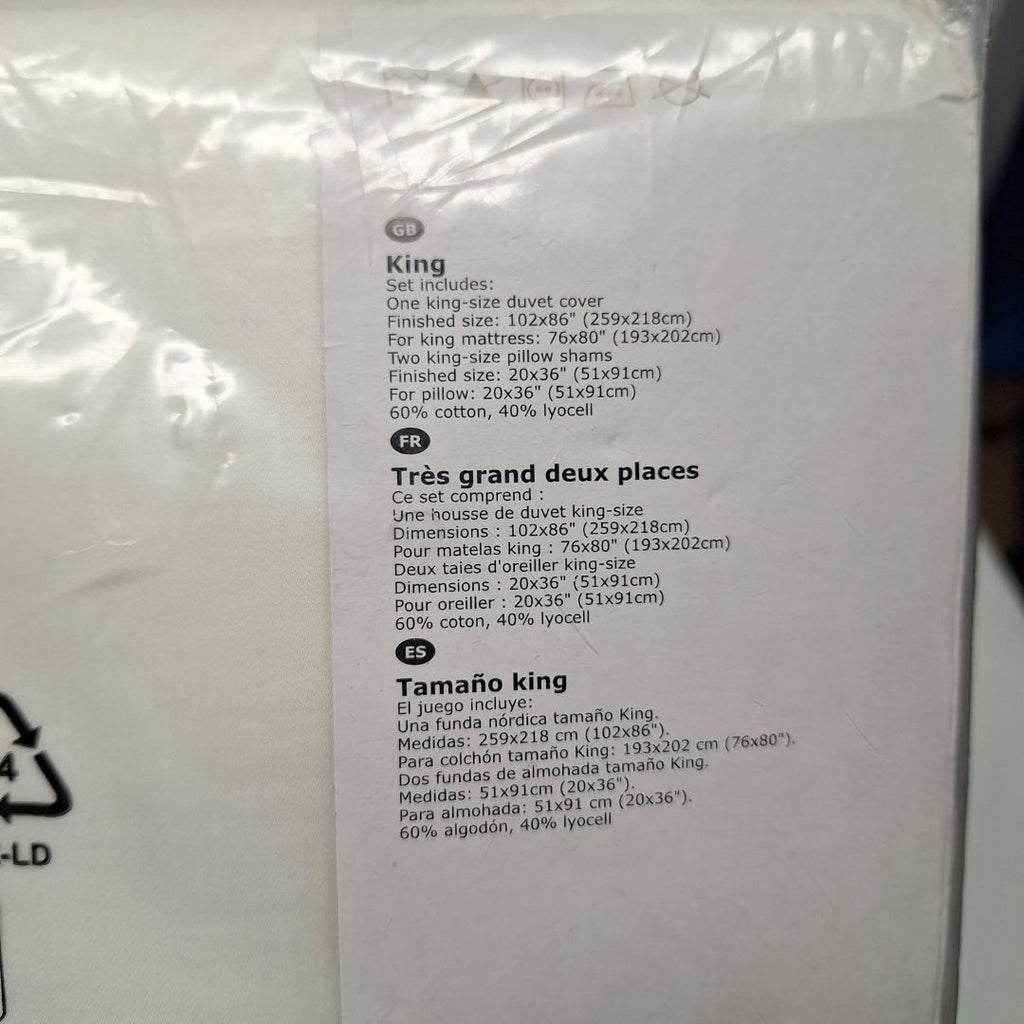 GB
King
Set includes:
One king-size duvet cover
Finished size: 102x86" (259x218cm)
For king mattress: 76x80" (193x202cm)
Two king-size pillow shams
Finished size: 20x36" (51x91cm)
For pillow: 20x36" (51x91cm)
60% cotton, 40% lyocell
FR
Très grand deux places
Ce set comprend :
Une housse de duvet king-size
Dimensions : 102x86" (259x218cm)
Pour matelas king : 76x80" (193x202cm)
Deux taies d'oreiller king-size
Dimensions : 20x36" (51x91cm)
Pour oreiller : 20x36" (51x91cm)
60% coton, 40% lyocell
ES
Tamaño king
El juego incluye:
Una funda nórdica tamaño King.
Medidas: 259x218 cm (102x86").
Para colchón tamaño King: 193x202 cm (76x80").
Dos fundas de almohada tamaño King.
Medidas: 51x91cm (20x36").
Para almohada: 51x91 cm (20x36").
60% algodón, 40% lyocell
4
-LD